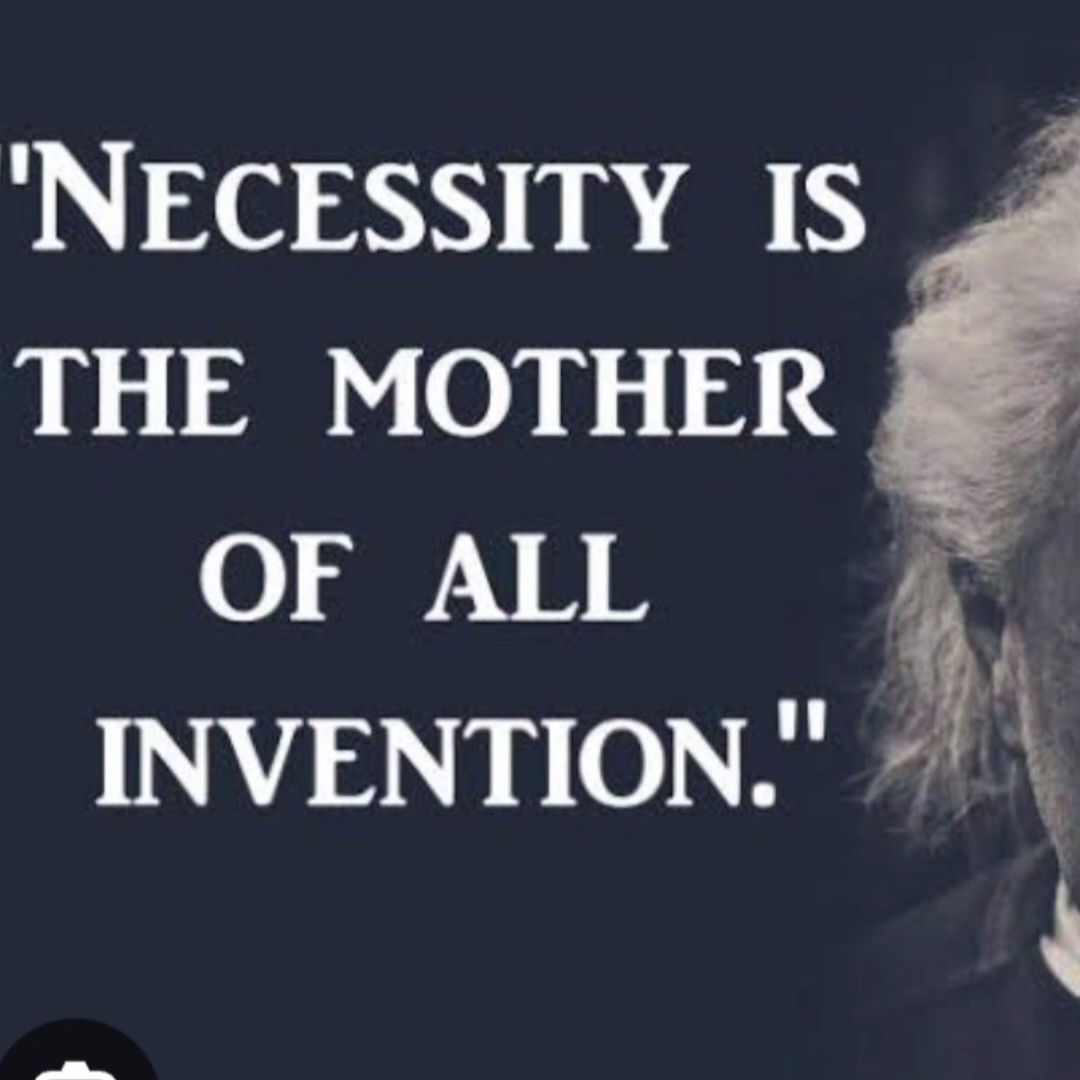 "Necessity is
the mother
of all
invention."